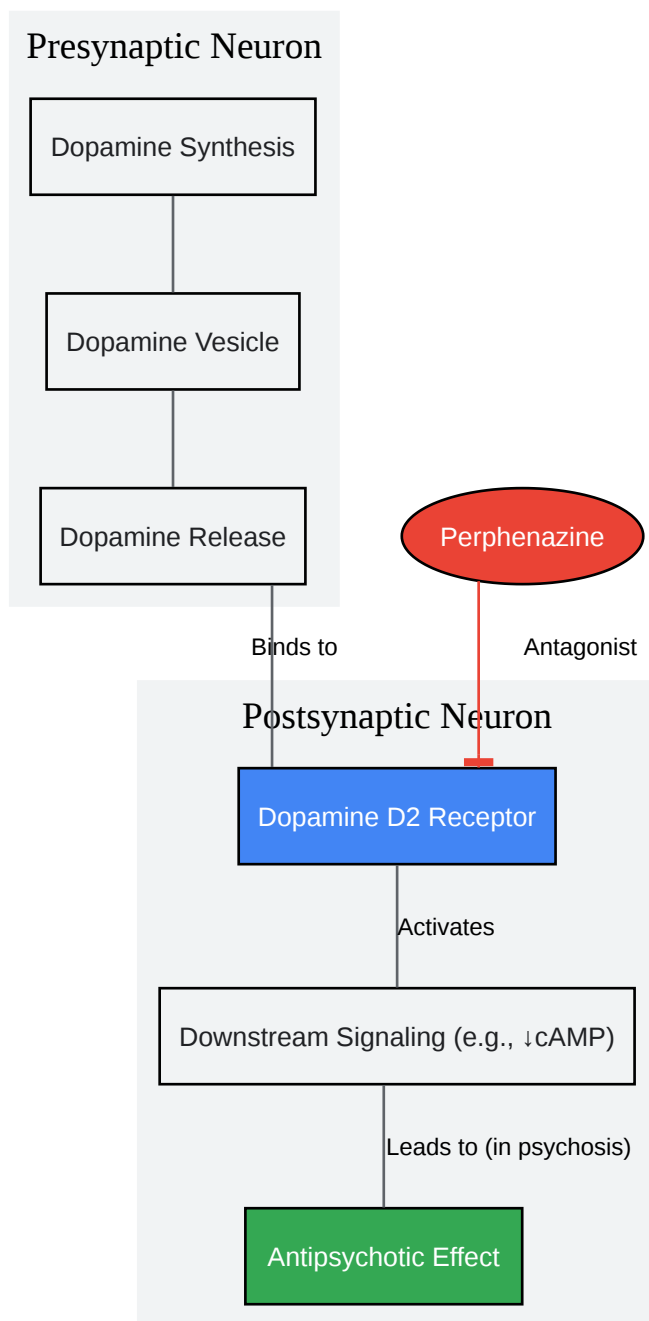 Presynaptic Neuron
Dopamine Synthesis
Dopamine Vesicle
Dopamine Release
Perphenazine
Binds to
Antagonist
Postsynaptic Neuron
Dopamine D2 Receptor
Activates
Downstream Signaling (e.g., ↓cAMP)
Leads to (in psychosis)
Antipsychotic Effect